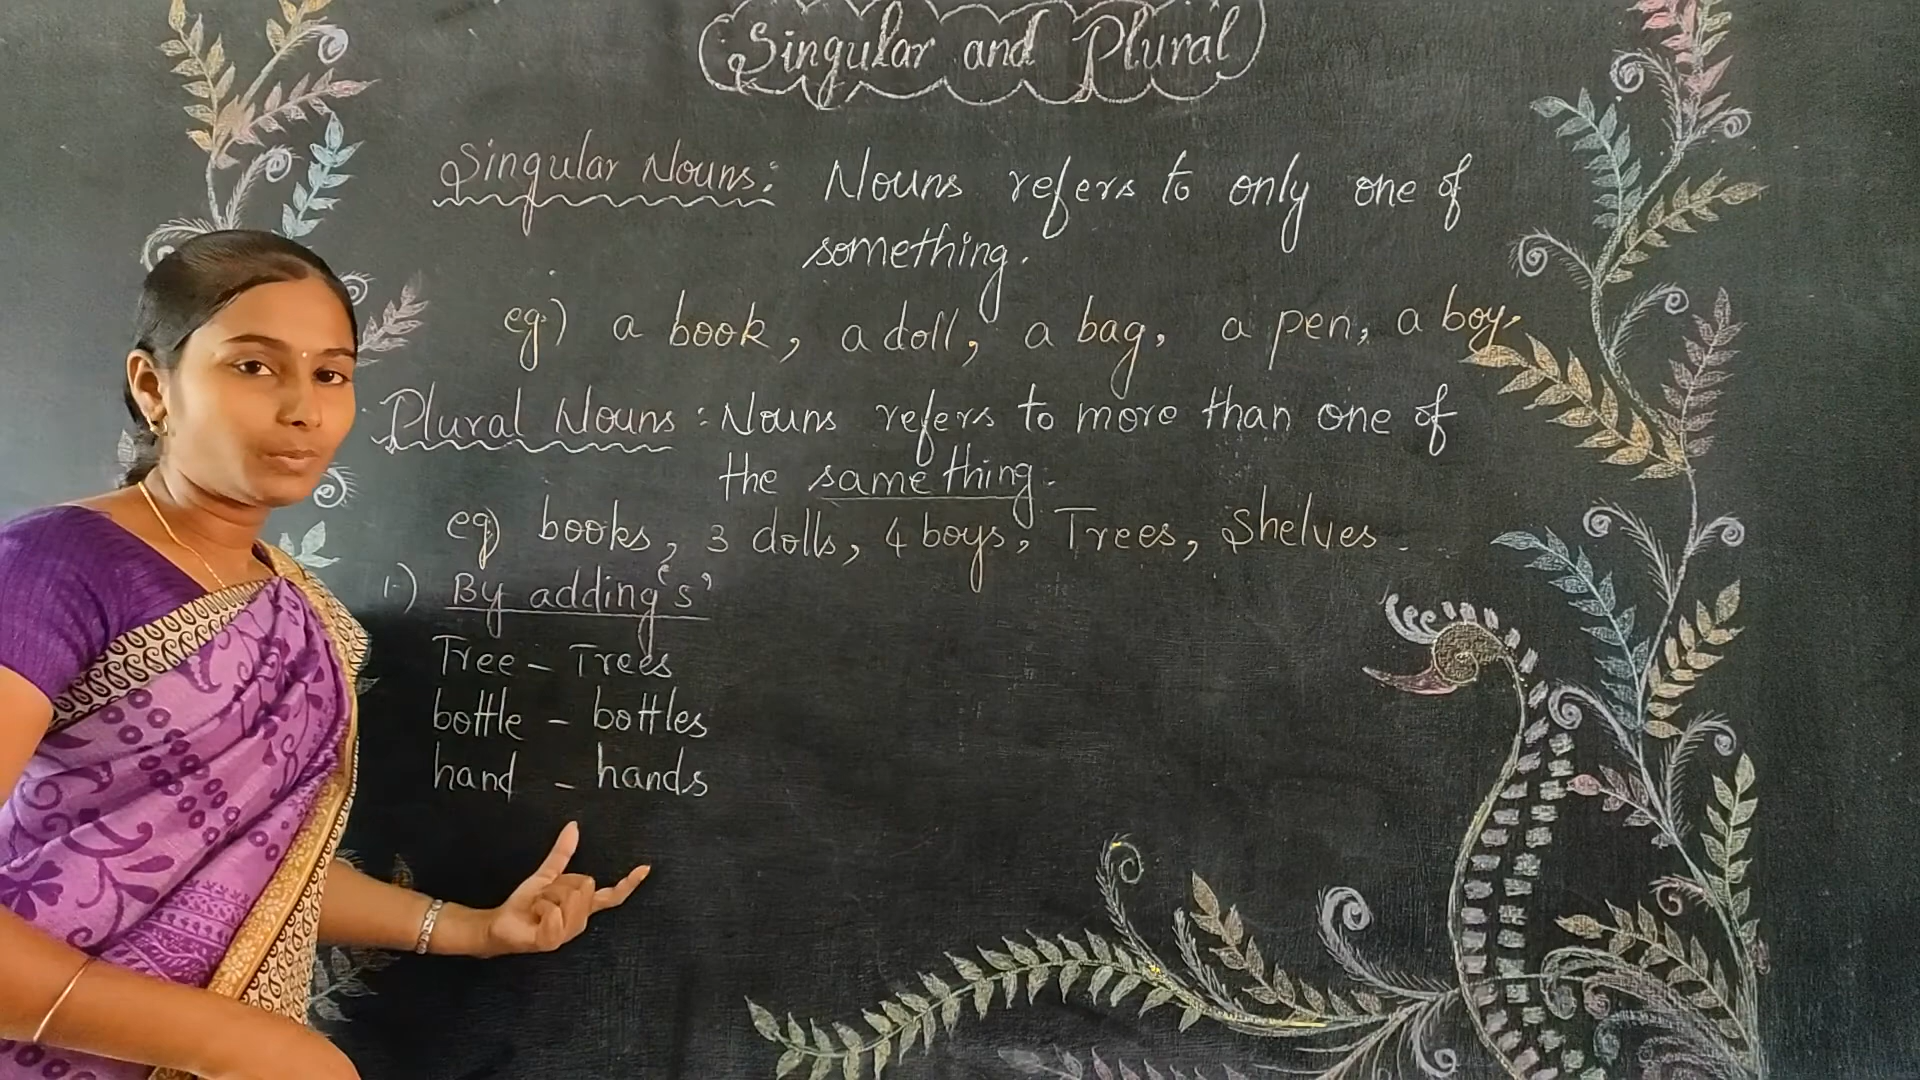 Singular and Plural
Singular Nouns: Nouns refers to only one of
something.
eg.) a book, a doll, a bag, a pen, a boy.
Plural Nouns: Nouns refers to more than one of
the same thing.
eg) books, 3 dolls, 4 boys, Trees, Shelves.
1.) By adding 's'
Tree - Trees
bottle - bottles
hand - hands